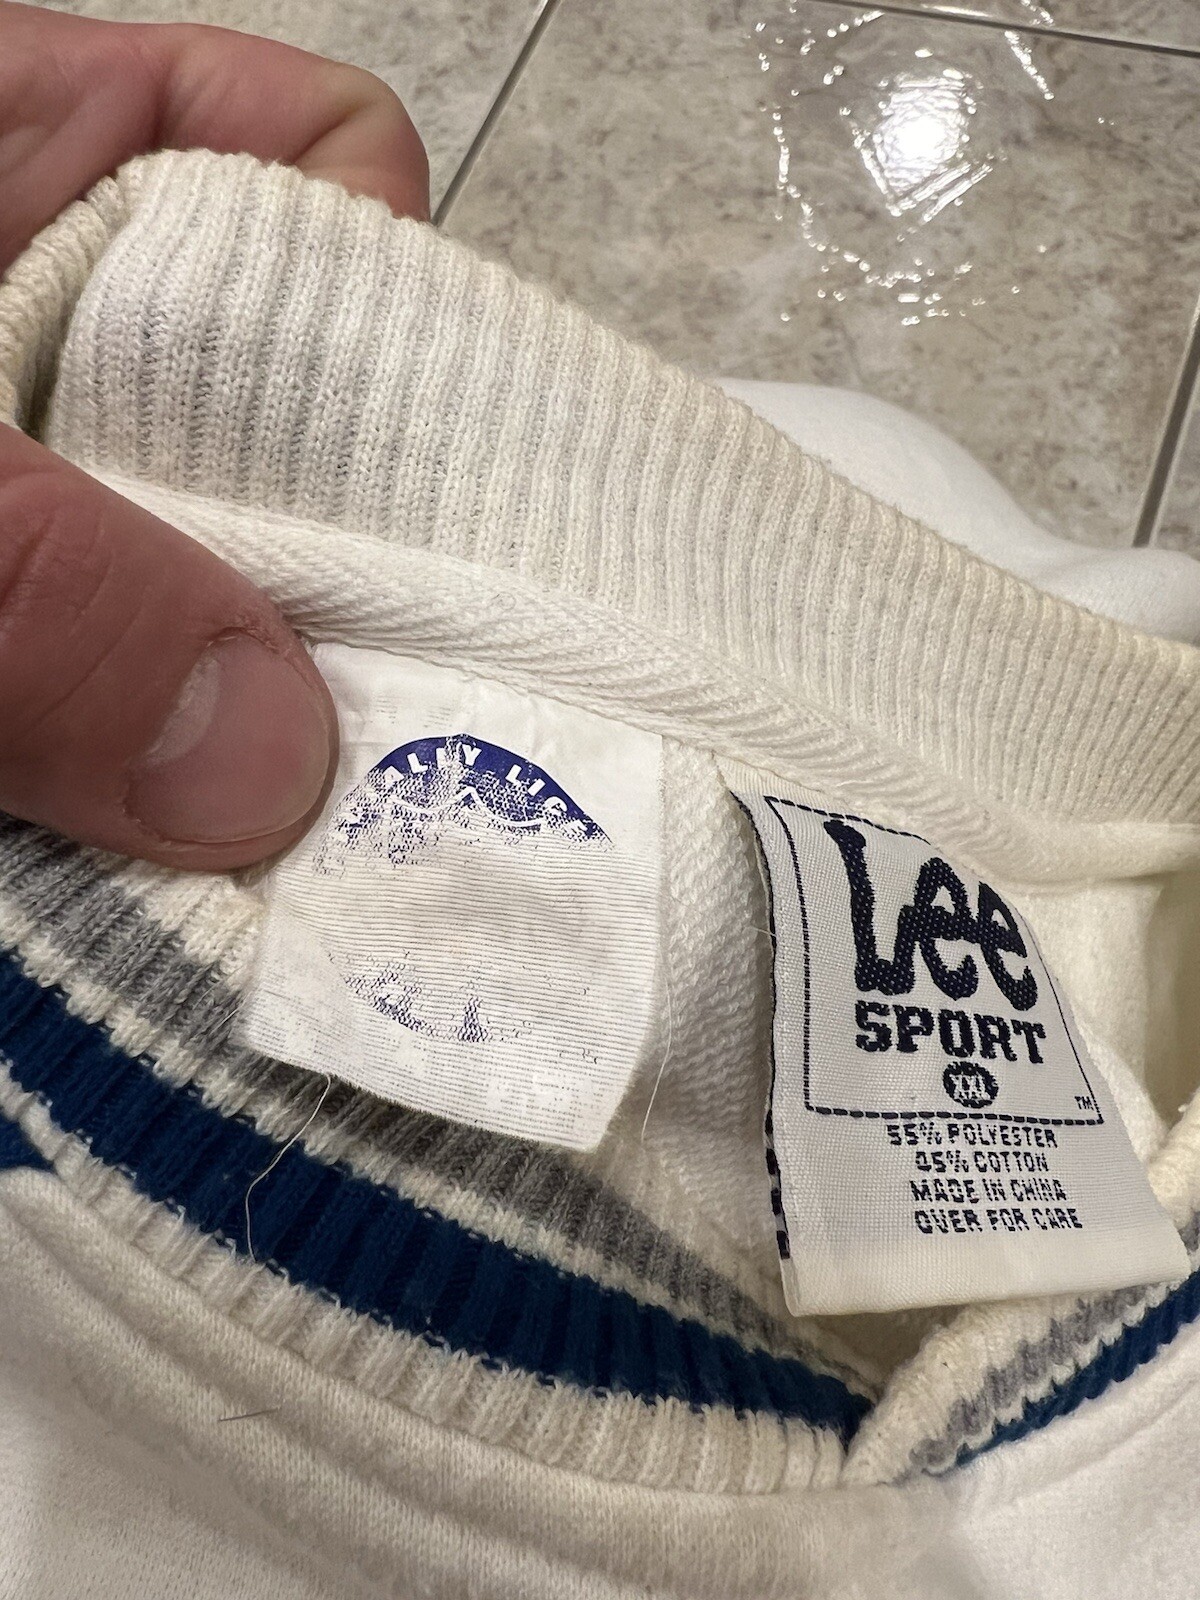 Lee
SPORT
XXL
TM
55% POLYESTER
45% COTTON
MADE IN CHINA
OVER FOR CARE